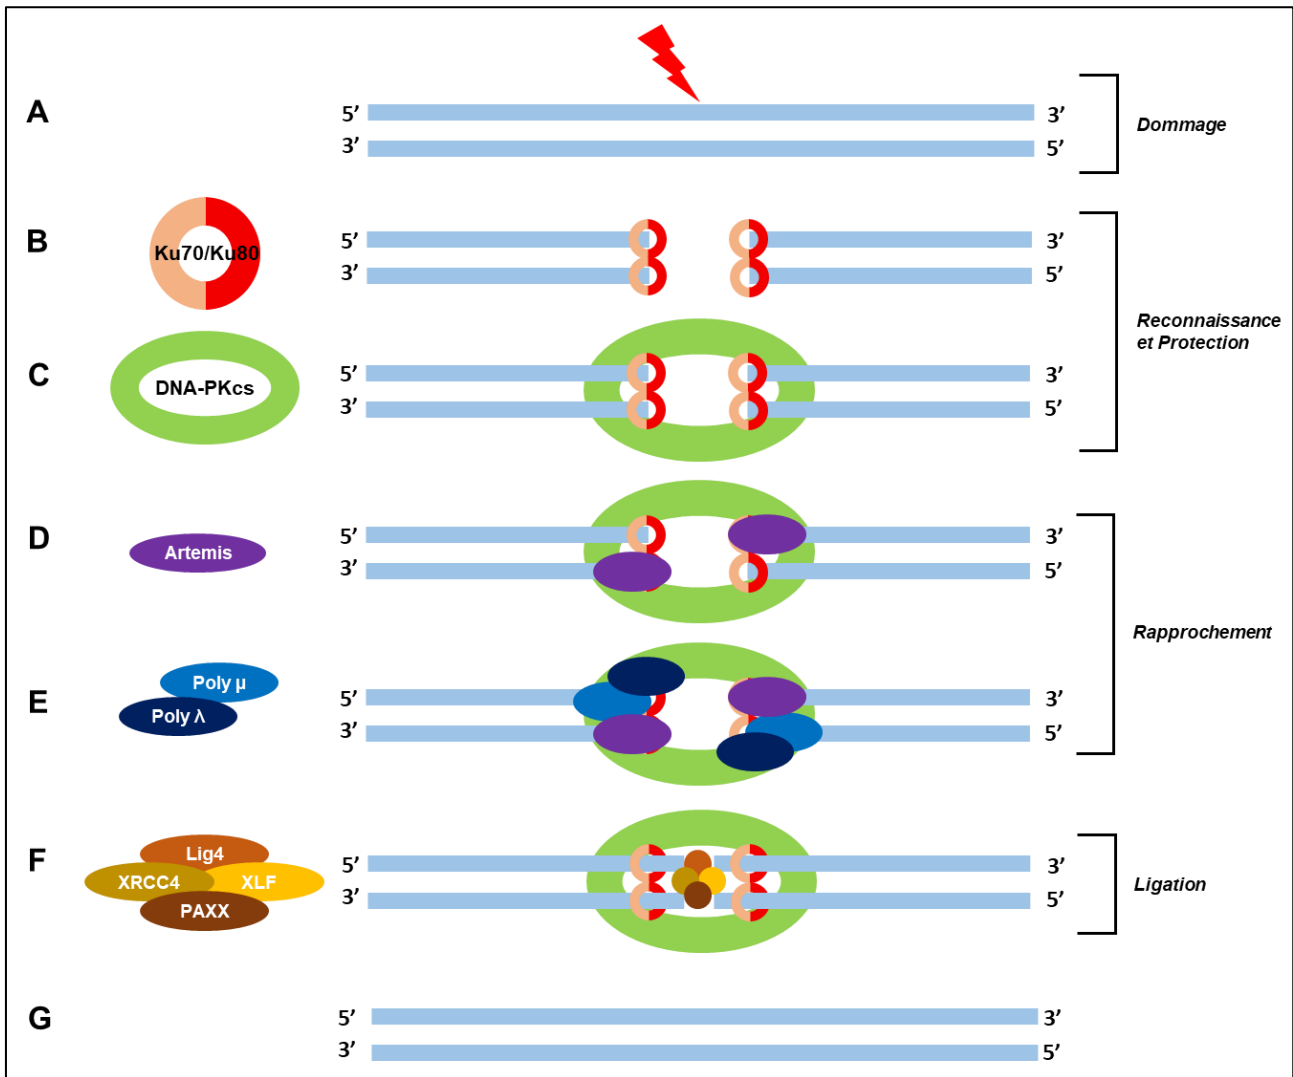 A
5’
3’
3’
5’
Dommage
B
Ku70/Ku80
5’
3’
3’
5’
Reconnaissance
et Protection
C
DNA-PKcs
5’
3’
3’
5’
D
Artemis
5’
3’
3’
5’
Rapprochement
E
Poly µ
Poly λ
5’
3’
3’
5’
F
Lig4
XRCC4
XLF
PAXX
5’
3’
3’
5’
Ligation
G
5’
3’
3’
5’